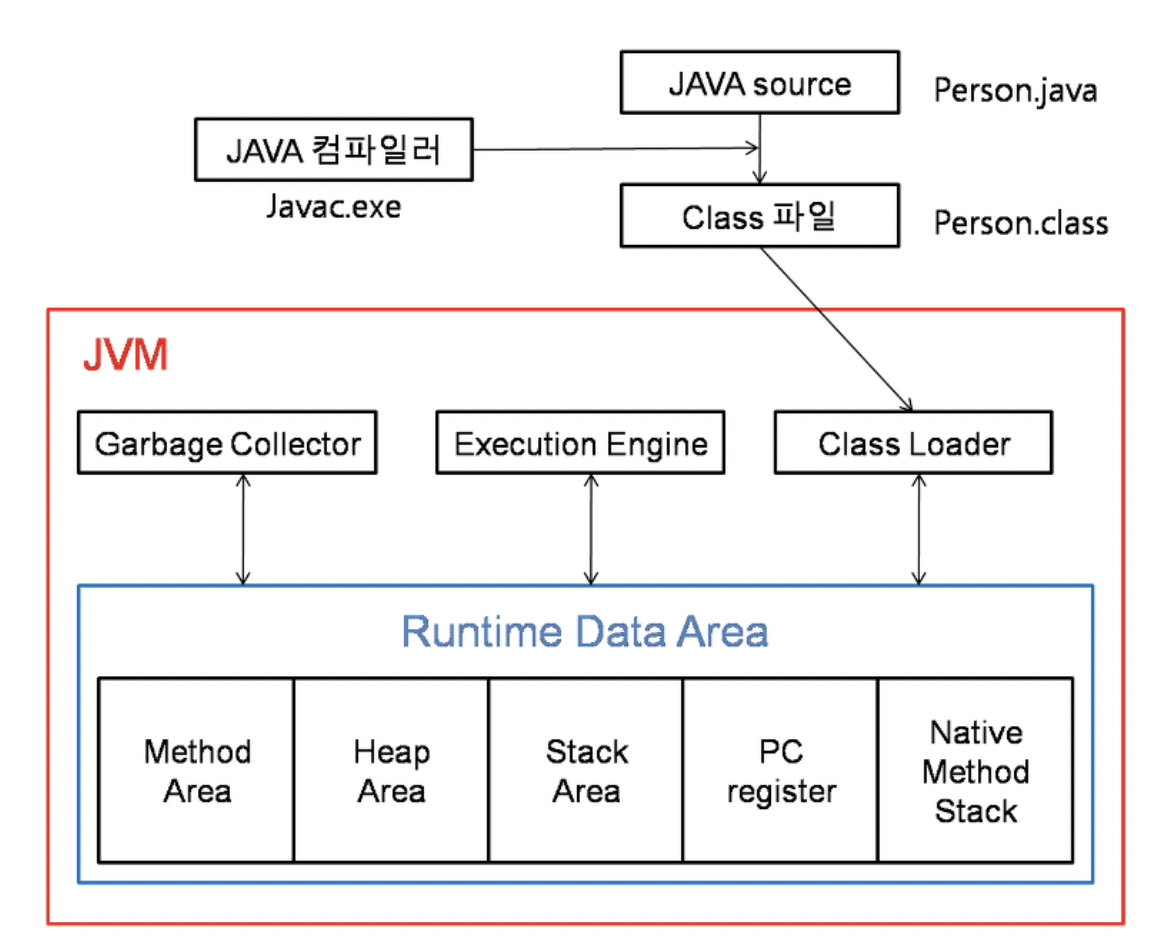 JAVA source
Person.java
JAVA 컴파일러
Javac.exe
Class 파일
Person.class
JVM
Garbage Collector
Execution Engine
Class Loader
Runtime Data Area
Method
Area
Heap
Area
Stack
Area
PC
register
Native
Method
Stack